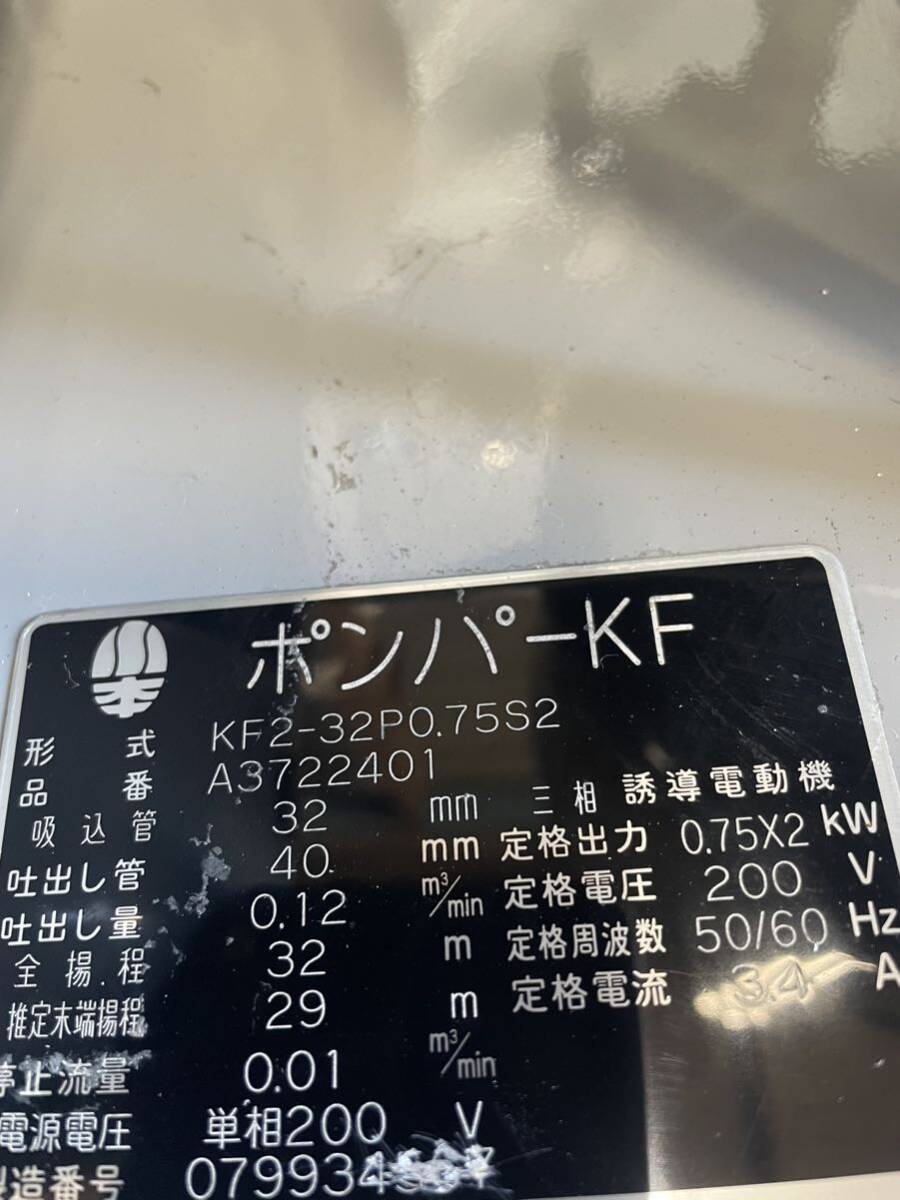 川本
ポンパーKF
形式 KF2-32P0.75S2
品番 A3722401
吸込管 32 mm 三相 誘導電動機
吐出し管 40 mm 定格出力 0.75X2 kW
吐出し量 0.12 m³/min 定格電圧 200 V
全揚程 32 m 定格周波数 50/60 Hz
推定末端揚程 29 m 定格電流 3.4 A
停止流量 0.01 m³/min
電源電圧 単相200 V
製造番号 079934